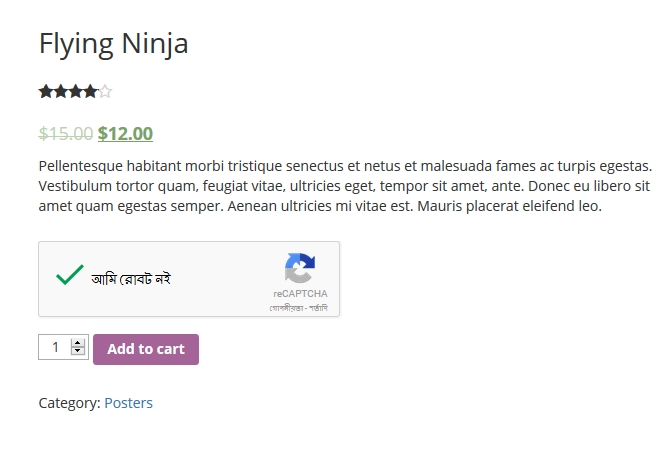 Flying Ninja
$15.00 $12.00
Pellentesque habitant morbi tristique senectus et netus et malesuada fames ac turpis egestas.
Vestibulum tortor quam, feugiat vitae, ultricies eget, tempor sit amet, ante. Donec eu libero sit
amet quam egestas semper. Aenean ultricies mi vitae est. Mauris placerat eleifend leo.
আমি রোবট নই
reCAPTCHA
গোপনীয়তা - শর্তাদি
1 Add to cart
Category: Posters